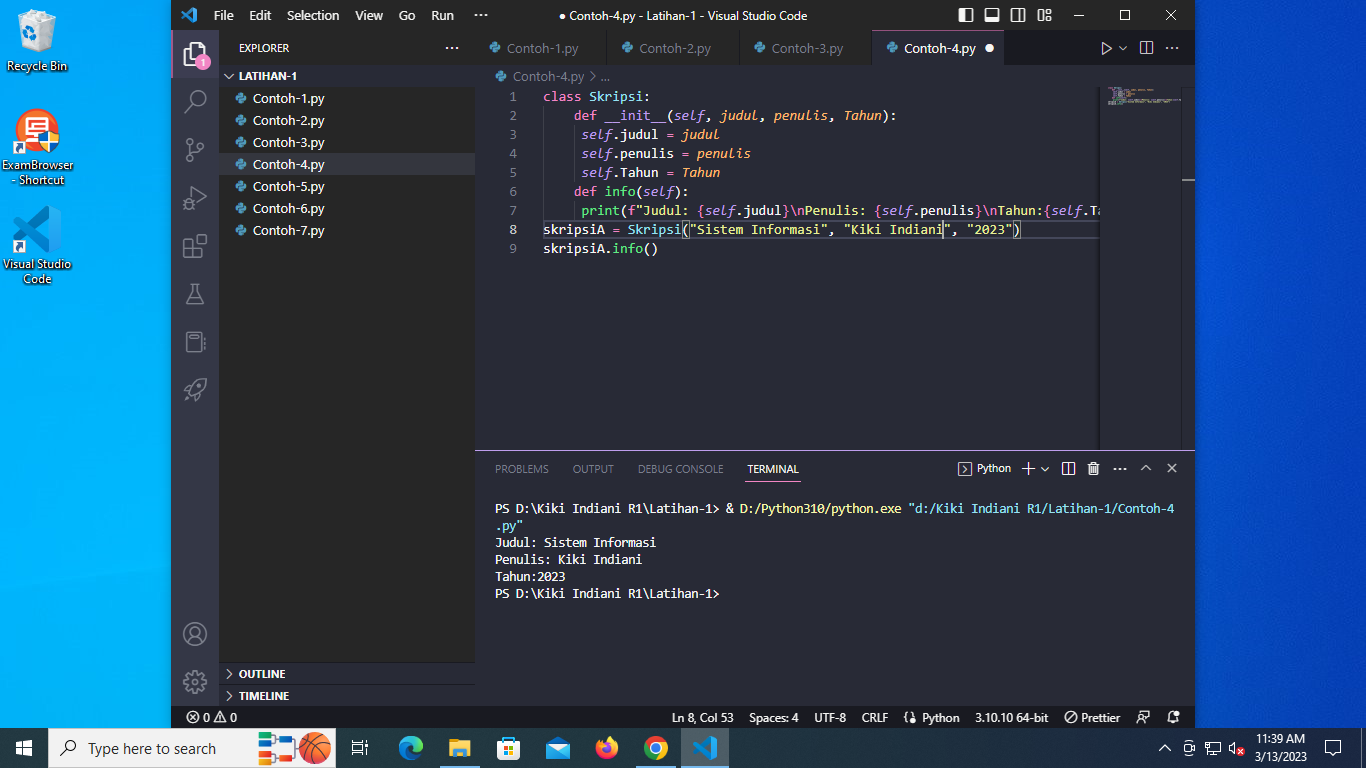 Recycle Bin
ExamBrowser
- Shortcut
Visual Studio
Code
File Edit Selection View Go Run ··· ● Contoh-4.py - Latihan-1 - Visual Studio Code
EXPLORER ···
1
LATIHAN-1
Contoh-1.py
Contoh-2.py
Contoh-3.py
Contoh-4.py
Contoh-5.py
Contoh-6.py
Contoh-7.py
OUTLINE
TIMELINE
Contoh-1.py Contoh-2.py Contoh-3.py Contoh-4.py ●
Contoh-4.py > ...
1 class Skripsi:
2     def __init__(self, judul, penulis, Tahun):
3      self.judul = judul
4      self.penulis = penulis
5      self.Tahun = Tahun
6     def info(self):
7      print(f"Judul: {self.judul}\nPenulis: {self.penulis}\nTahun:{self.Ta
8 skripsiA = Skripsi("Sistem Informasi", "Kiki Indiani", "2023")
9 skripsiA.info()
PROBLEMS OUTPUT DEBUG CONSOLE TERMINAL Python
PS D:\Kiki Indiani R1\Latihan-1> & D:/Python310/python.exe "d:/Kiki Indiani R1/Latihan-1/Contoh-4
.py"
Judul: Sistem Informasi
Penulis: Kiki Indiani
Tahun:2023
PS D:\Kiki Indiani R1\Latihan-1>
0 0 Ln 8, Col 53 Spaces: 4 UTF-8 CRLF Python 3.10.10 64-bit Prettier
Type here to search
11:39 AM
3/13/2023